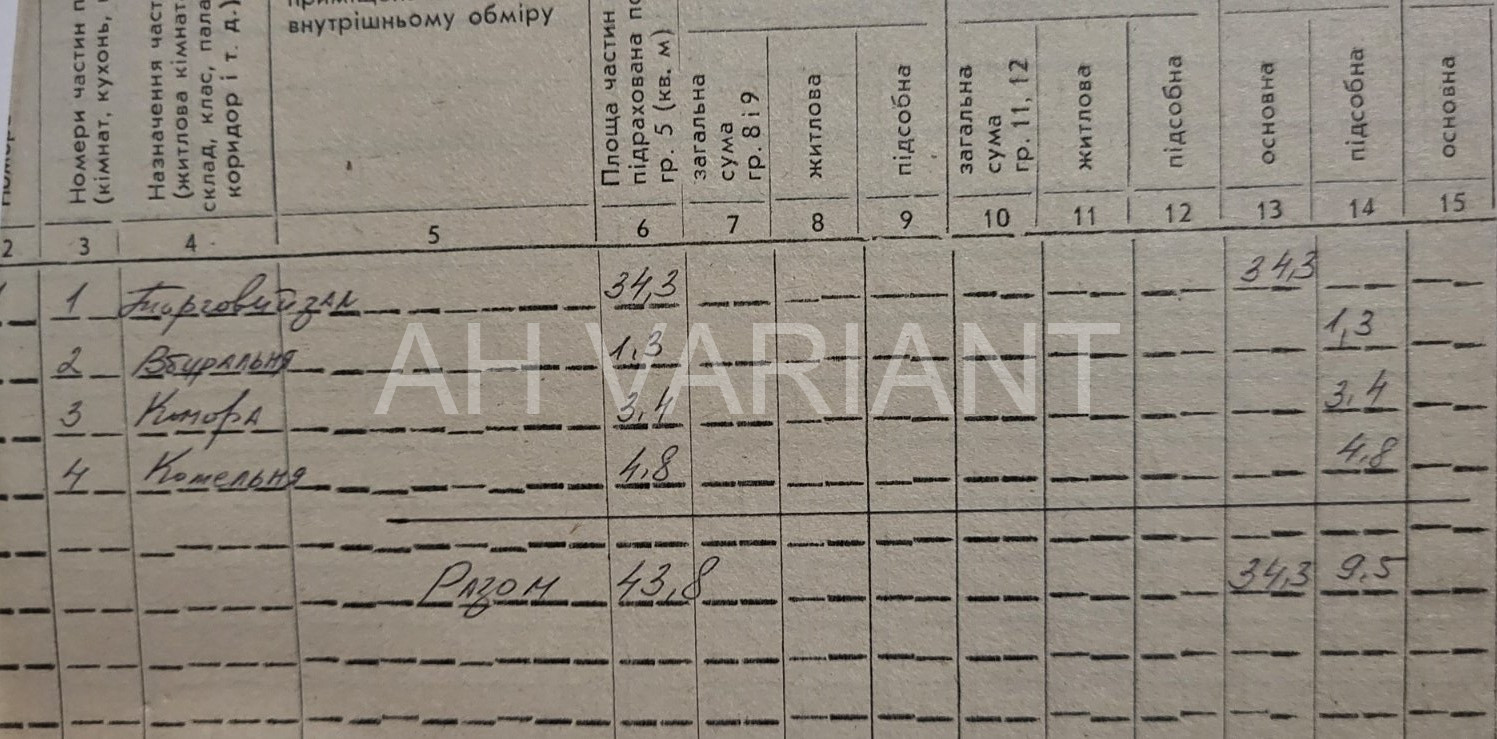 внутрішньому обміру
Номери частин п
(кімнат, кухонь,
Назначення част
(житлова кімната
склад, клас, пала
коридор і т. д.)
Площа частин
підрахована по
гр. 5 (кв. м)
загальна
сума
гр. 8 і 9
житлова
підсобна
загальна
сума
гр. 11, 12
житлова
підсобна
основна
підсобна
основна
2 3 4 5 6 7 8 9 10 11 12 13 14 15
1 Торговий зал 34,3 34,3
2 Вбиральня 1,3 1,3
3 Комора 3,4 3,4
4 Котельня 4,8 4,8
Разом 43,8 34,3 9,5
AH VARIANT